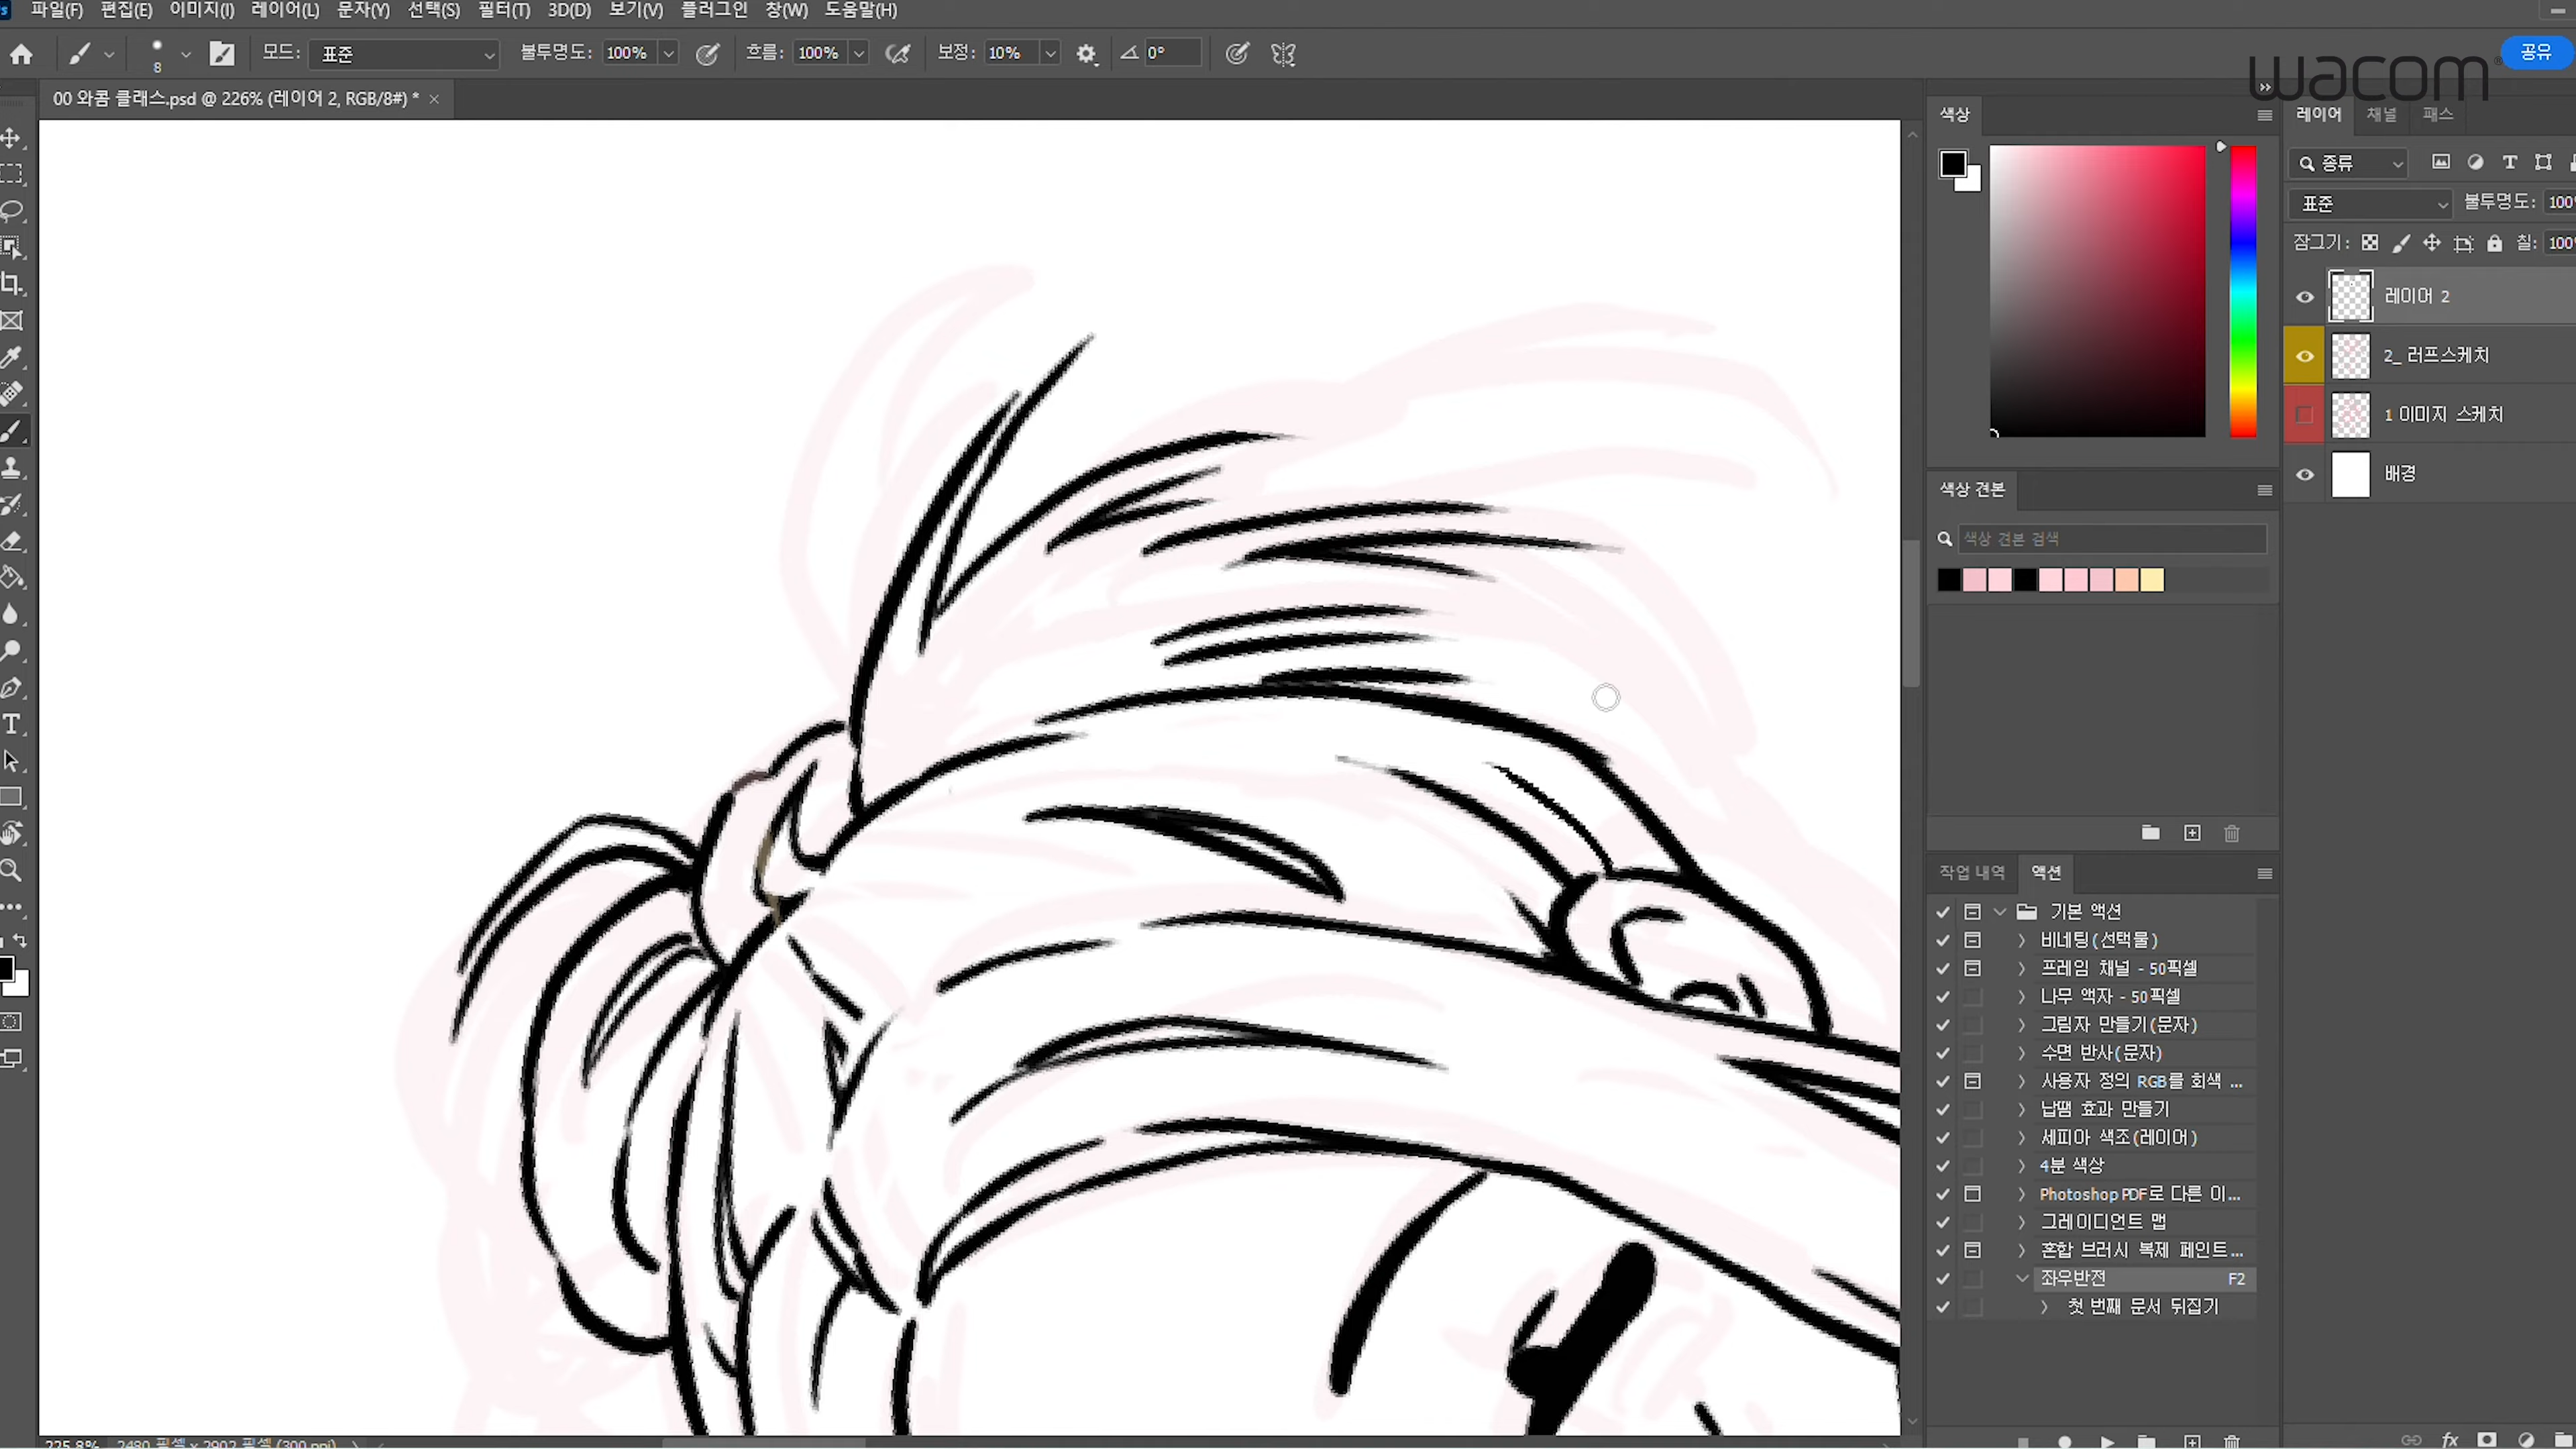 파일(F) 편집(E) 이미지(I) 레이어(L) 문자(Y) 선택(S) 필터(T) 3D(D) 보기(V) 플러그인 창(W) 도움말(H)
8 모드: 표준 불투명도: 100% 흐름: 100% 보정: 10% 0°
wacom
공유
00 와콤 클래스.psd @ 226% (레이어 2, RGB/8#) *
색상
레이어 채널 패스
종류
표준 불투명도: 100
잠그기: 칠: 100
레이어 2
2_ 러프스케치
1 이미지 스케치
배경
색상 견본
색상 견본 검색
작업 내역 액션
기본 액션
비네팅(선택물)
프레임 채널 - 50픽셀
나무 액자 - 50픽셀
그림자 만들기(문자)
수면 반사(문자)
사용자 정의 RGB를 회색 ...
납땜 효과 만들기
세피아 색조(레이어)
4분 색상
Photoshop PDF로 다른 이...
그레이디언트 맵
혼합 브러시 복제 페인트...
좌우반전 F2
첫 번째 문서 뒤집기
225.8% 2480 픽셀 x 2902 픽셀 (300 ppi)